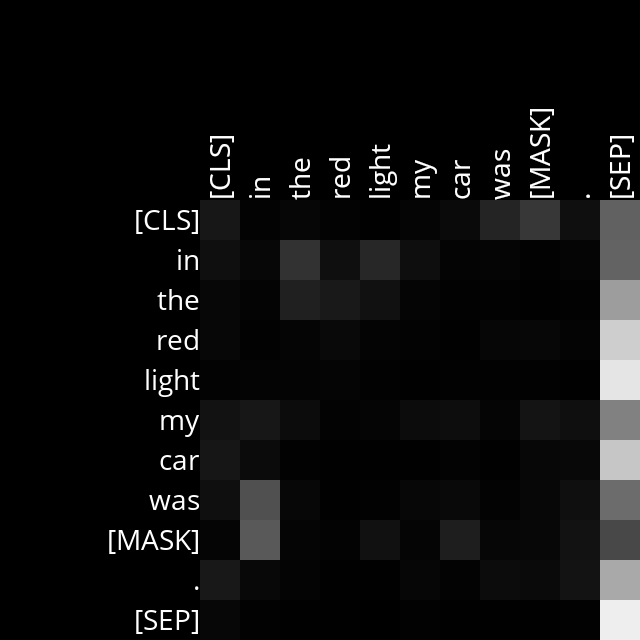 [CLS] in the red light my car was [MASK] . [SEP]
[CLS]
in
the
red
light
my
car
was
[MASK]
.
[SEP]